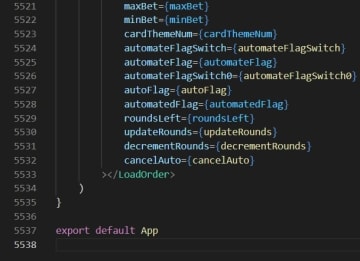 5521 maxBet={maxBet}
5522 minBet={minBet}
5523 cardThemeNum={cardThemeNum}
5524 automateFlagSwitch={automateFlagSwitch}
5525 automateFlag={automateFlag}
5526 automateFlagSwitch0={automateFlagSwitch0}
5527 autoFlag={autoFlag}
5528 automatedFlag={automatedFlag}
5529 roundsLeft={roundsLeft}
5530 updateRounds={updateRounds}
5531 decrementRounds={decrementRounds}
5532 cancelAuto={cancelAuto}
5533 ></LoadOrder>
5534 )
5535 }
5536
5537 export default App
5538